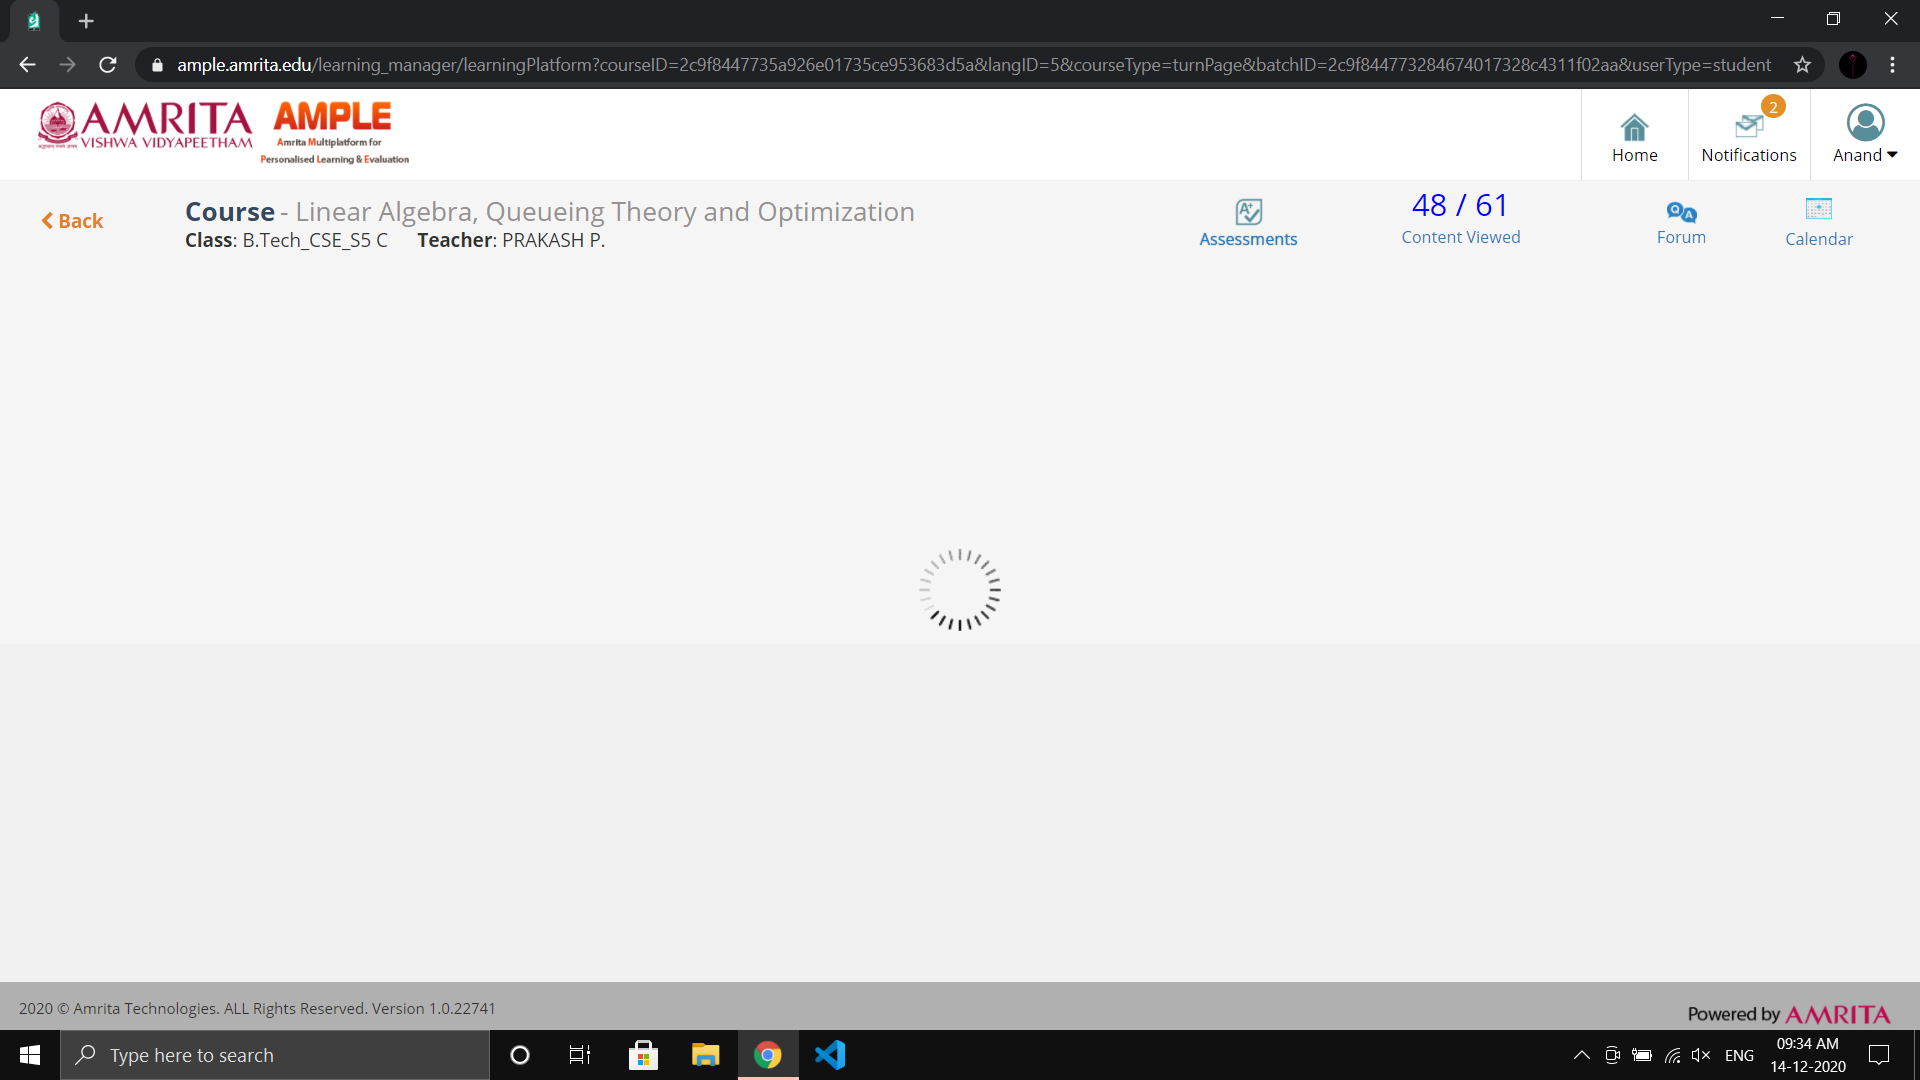 ample.amrita.edu/learning_manager/learningPlatform?courseID=2c9f8447735a926e01735ce953683d5a&langID=5&courseType=turnPage&batchID=2c9f844773284674017328c4311f02aa&userType=student
AMRITA
VISHWA VIDYAPEETHAM
AMPLE
Amrita Multiplatform for
Personalised Learning & Evaluation
Home
2
Notifications
Anand
Back
Course - Linear Algebra, Queueing Theory and Optimization
Class: B.Tech_CSE_S5 C Teacher: PRAKASH P.
A+
Assessments
48 / 61
Content Viewed
Q A
Forum
Calendar
2020 © Amrita Technologies. ALL Rights Reserved. Version 1.0.22741
Powered by AMRITA
Type here to search
ENG
09:34 AM
14-12-2020